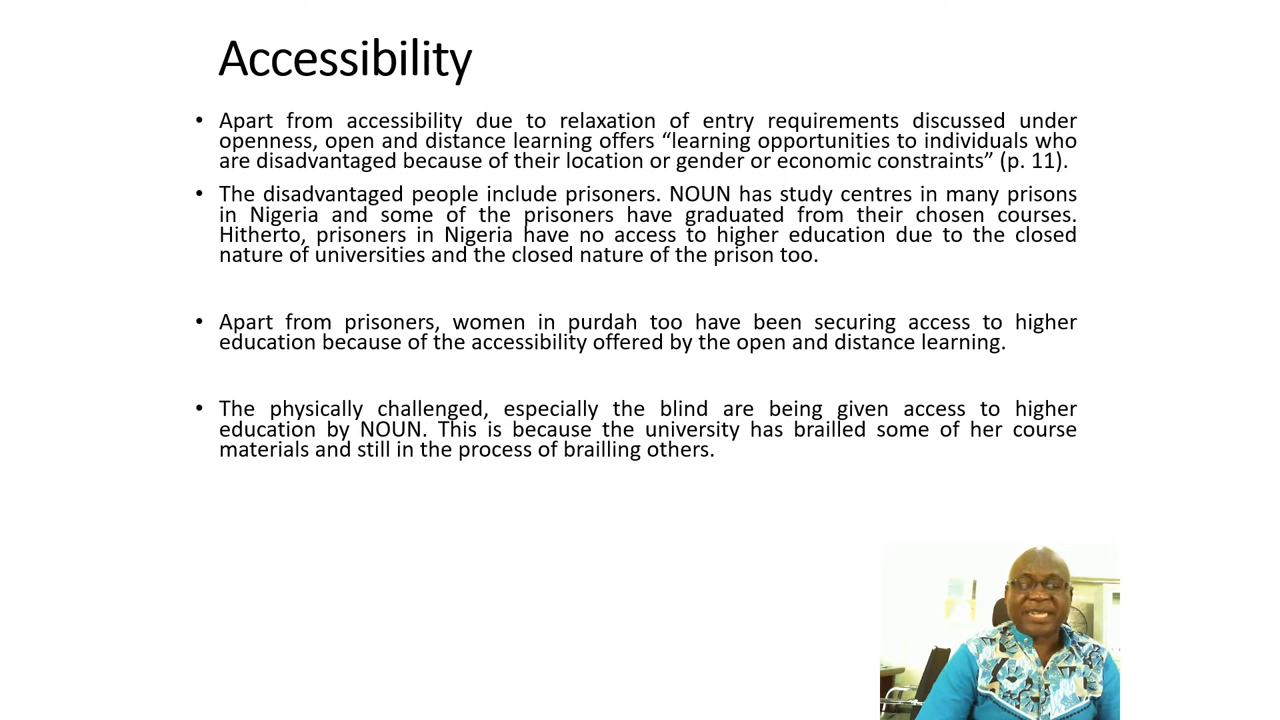 Accessibility
• Apart from accessibility due to relaxation of entry requirements discussed under
openness, open and distance learning offers “learning opportunities to individuals who
are disadvantaged because of their location or gender or economic constraints” (p. 11).
• The disadvantaged people include prisoners. NOUN has study centres in many prisons
in Nigeria and some of the prisoners have graduated from their chosen courses.
Hitherto, prisoners in Nigeria have no access to higher education due to the closed
nature of universities and the closed nature of the prison too.
• Apart from prisoners, women in purdah too have been securing access to higher
education because of the accessibility offered by the open and distance learning.
• The physically challenged, especially the blind are being given access to higher
education by NOUN. This is because the university has brailled some of her course
materials and still in the process of brailling others.